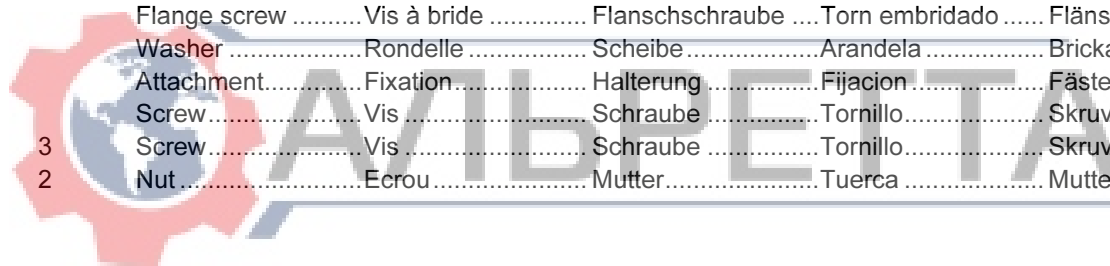 Flange screw ..........Vis à bride .............. Flanschschraube ....Torn embridado ...... Fläns
Washer ....................Rondelle ................. Scheibe....................Arandela ................. Bricka
Attachment..............Fixation ................... Halterung................Fijacion .................... Fäste
Screw......................Vis .......................... Schraube ................Tornillo.................... Skruv
3 Screw......................Vis .......................... Schraube ................Tornillo.................... Skruv
2 Nut ..........................Ecrou...................... Mutter......................Tuerca .................... Mutte
АЛЬРЕТТА